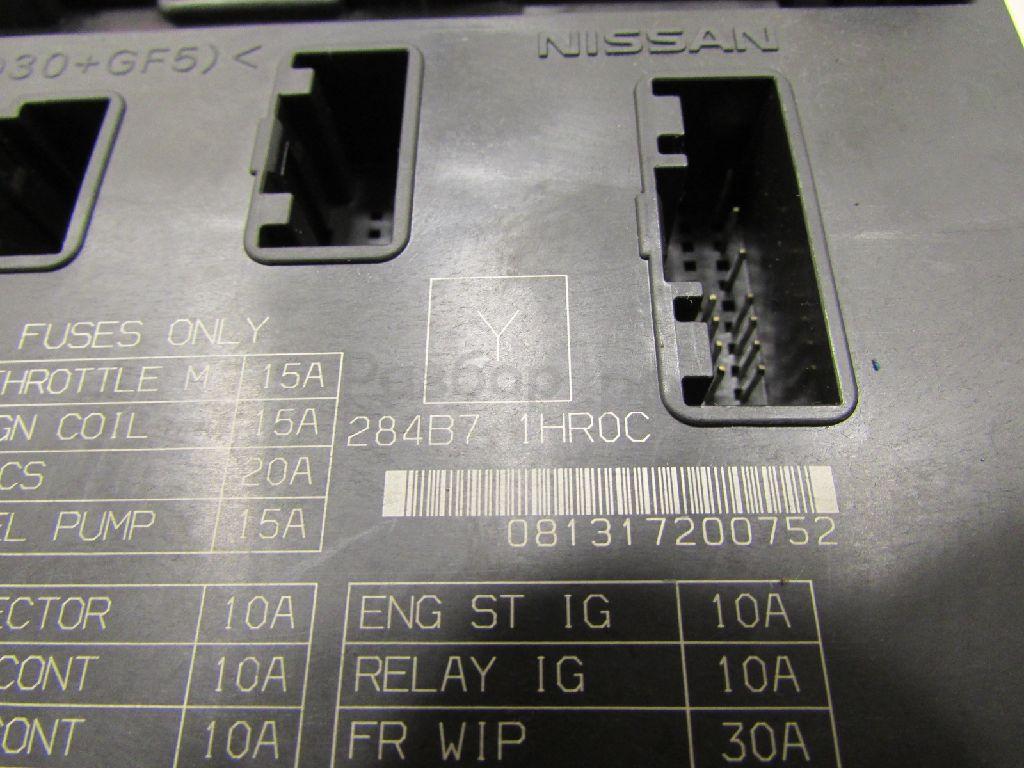 30+GF5)<
NISSAN
Y
FUSES ONLY
THROTTLE M 15A
GN COIL 15A
CS 20A
EL PUMP 15A
284B7 1HR0C
081317200752
ECTOR 10A
CONT 10A
CONT 10A
ENG ST IG 10A
RELAY IG 10A
FR WIP 30A